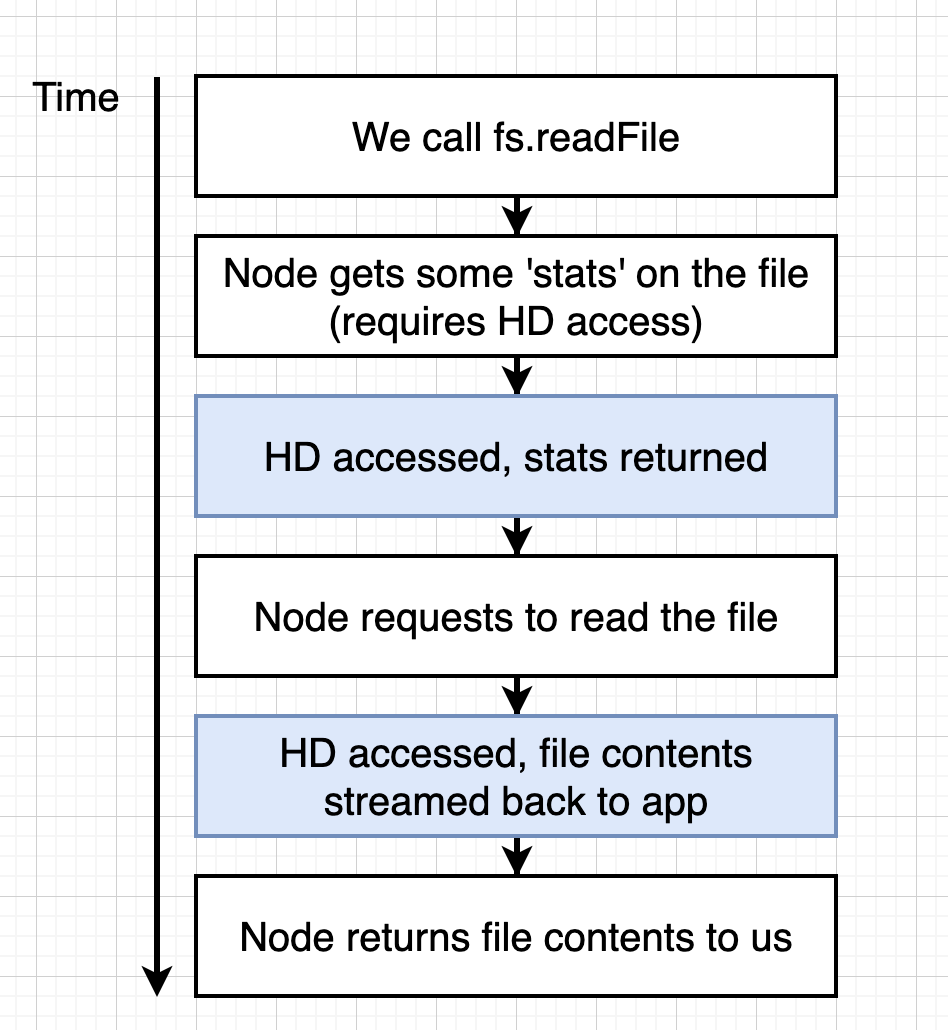 Time
We call fs.readFile
Node gets some 'stats' on the file
(requires HD access)
HD accessed, stats returned
Node requests to read the file
HD accessed, file contents
streamed back to app
Node returns file contents to us